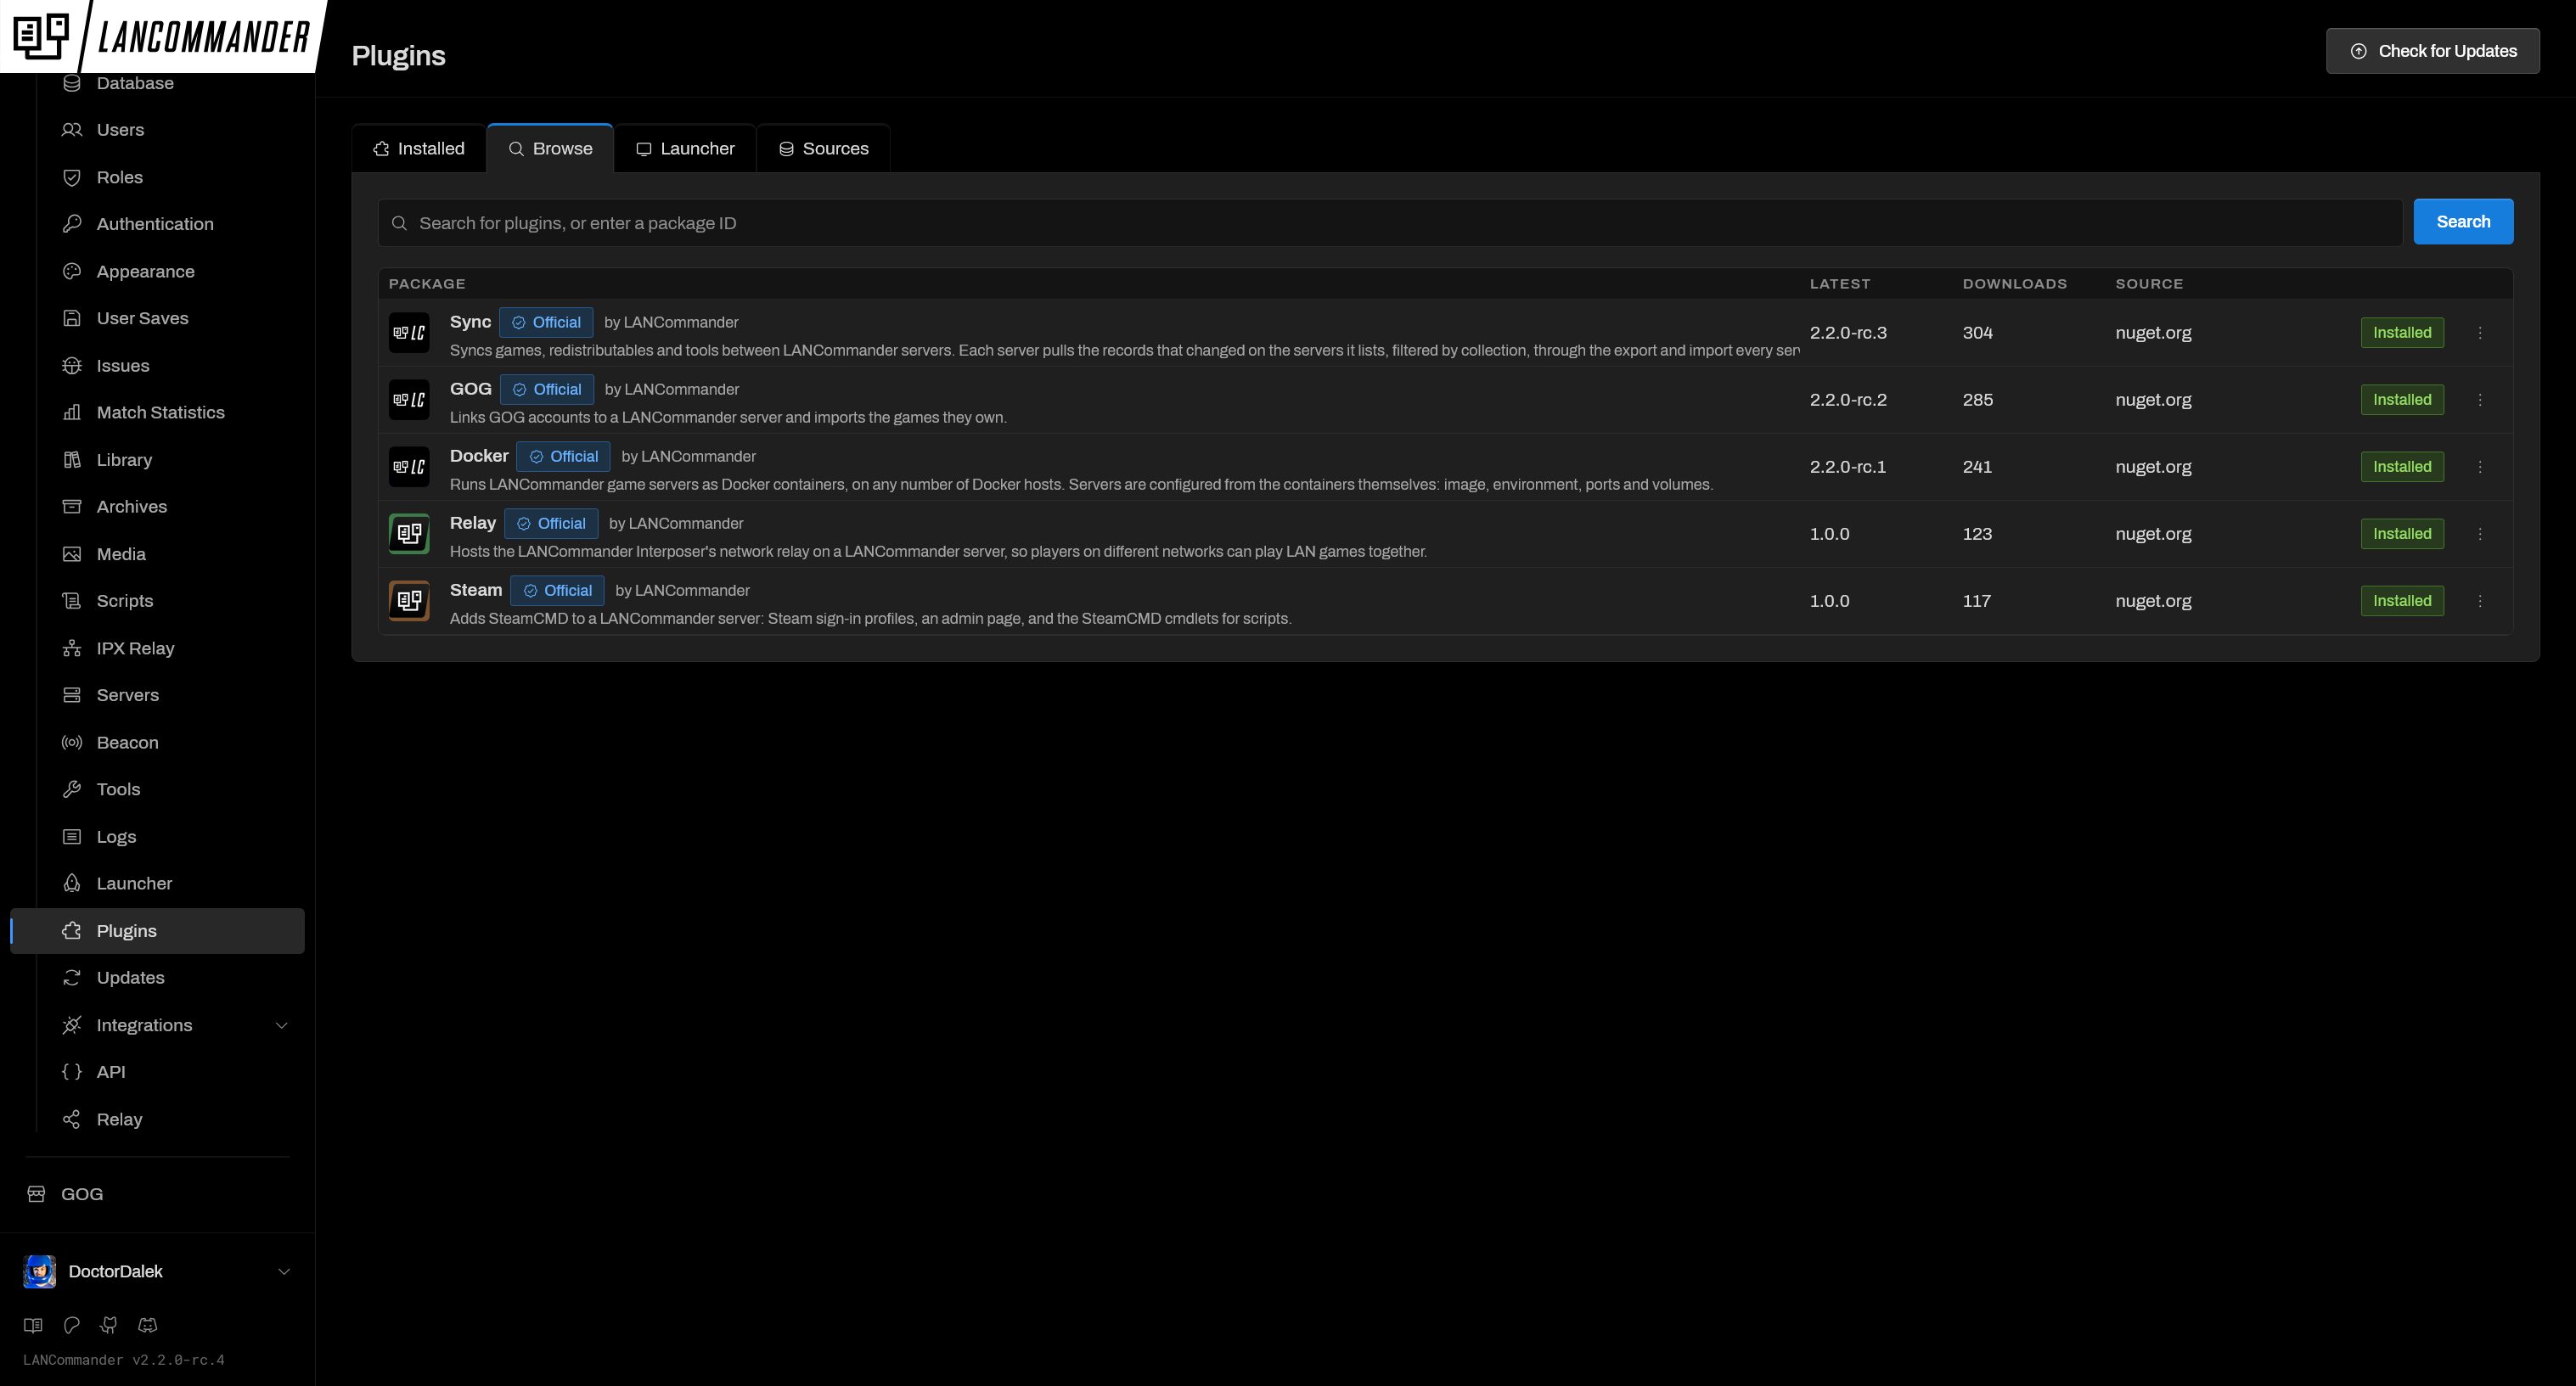 LANCOMMANDER
Database
Users
Roles
Authentication
Appearance
User Saves
Issues
Match Statistics
Library
Archives
Media
Scripts
IPX Relay
Servers
Beacon
Tools
Logs
Launcher
Plugins
Updates
Integrations
API
Relay
GOG
DoctorDalek
LANCommander v2.2.0-rc.4
Plugins
Check for Updates
Installed Browse Launcher Sources
Search for plugins, or enter a package ID
Search
PACKAGE LATEST DOWNLOADS SOURCE
LC Sync Official by LANCommander 2.2.0-rc.3 304 nuget.org Installed
Syncs games, redistributables and tools between LANCommander servers. Each server pulls the records that changed on the servers it lists, filtered by collection, through the export and import every ser
LC GOG Official by LANCommander 2.2.0-rc.2 285 nuget.org Installed
Links GOG accounts to a LANCommander server and imports the games they own.
LC Docker Official by LANCommander 2.2.0-rc.1 241 nuget.org Installed
Runs LANCommander game servers as Docker containers, on any number of Docker hosts. Servers are configured from the containers themselves: image, environment, ports and volumes.
Relay Official by LANCommander 1.0.0 123 nuget.org Installed
Hosts the LANCommander Interposer's network relay on a LANCommander server, so players on different networks can play LAN games together.
Steam Official by LANCommander 1.0.0 117 nuget.org Installed
Adds SteamCMD to a LANCommander server: Steam sign-in profiles, an admin page, and the SteamCMD cmdlets for scripts.